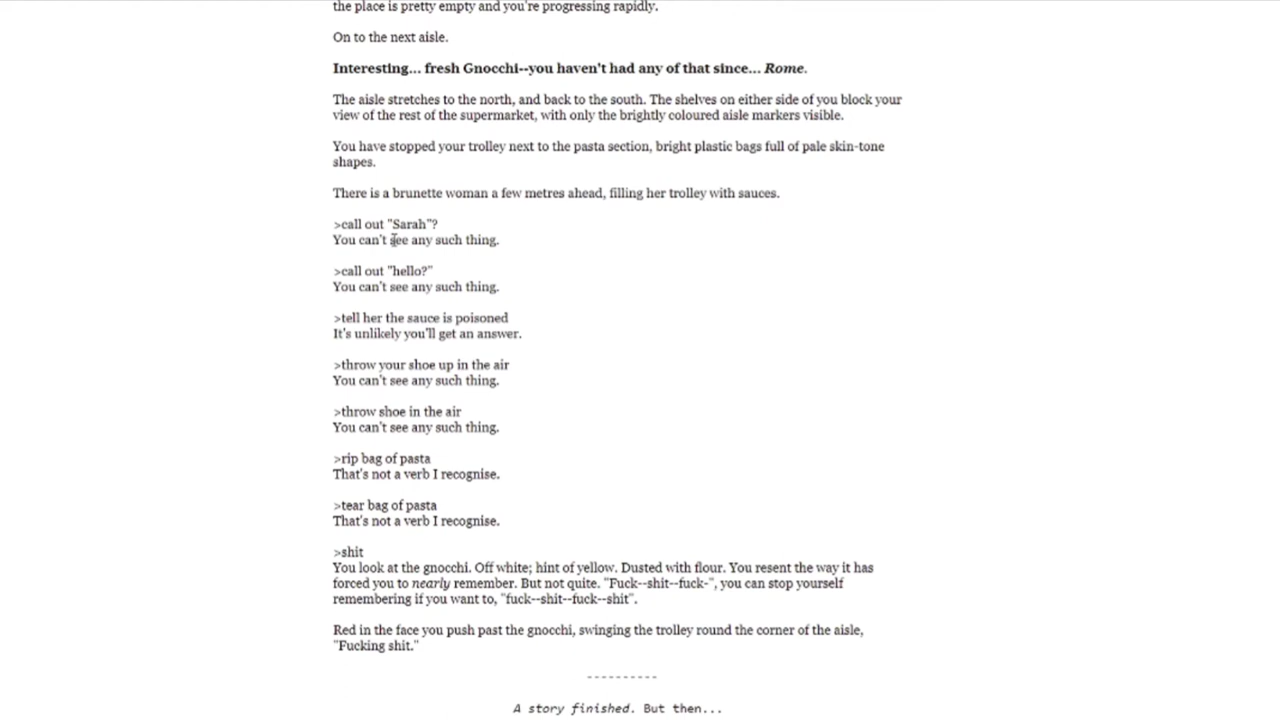 the place is pretty empty and you're progressing rapidly.
On to the next aisle.
Interesting... fresh Gnocchi--you haven't had any of that since... Rome.
The aisle stretches to the north, and back to the south. The shelves on either side of you block your
view of the rest of the supermarket, with only the brightly coloured aisle markers visible.
You have stopped your trolley next to the pasta section, bright plastic bags full of pale skin-tone
shapes.
There is a brunette woman a few metres ahead, filling her trolley with sauces.
>call out "Sarah"?
You can't see any such thing.
>call out "hello?"
You can't see any such thing.
>tell her the sauce is poisoned
It's unlikely you'll get an answer.
>throw your shoe up in the air
You can't see any such thing.
>throw shoe in the air
You can't see any such thing.
>rip bag of pasta
That's not a verb I recognise.
>tear bag of pasta
That's not a verb I recognise.
>shit
You look at the gnocchi. Off white; hint of yellow. Dusted with flour. You resent the way it has
forced you to nearly remember. But not quite. "Fuck--shit--fuck-", you can stop yourself
remembering if you want to, "fuck--shit--fuck--shit".
Red in the face you push past the gnocchi, swinging the trolley round the corner of the aisle,
"Fucking shit."
----------
A story finished. But then...